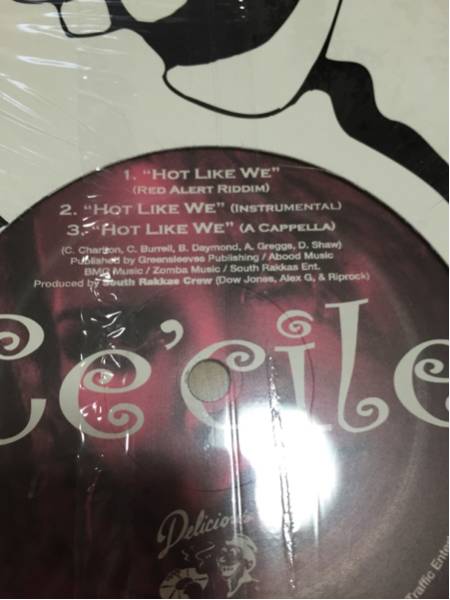 1. "HOT LIKE WE"
(RED ALERT RIDDIM)
2. "HOT LIKE WE" (INSTRUMENTAL)
3. "HOT LIKE WE" (A CAPPELLA)
(C. Charlton, C. Burrell, B. Daymond, A. Greggs, D. Shaw)
Published by Greensleeves Publishing / Abood Music
BMG Music / Zomba Music / South Rakkas Ent.
Produced by South Rakkas Crew (Dow Jones, Alex G, & Riprock)
Ce'cile
Delicious
Traffic Enter